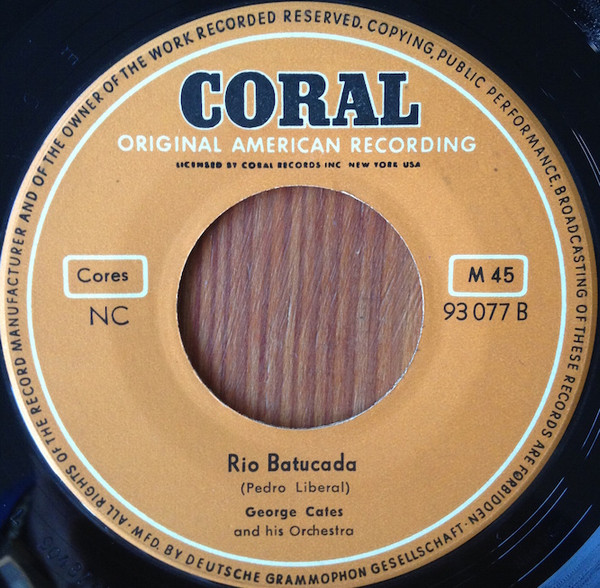 CORAL
ORIGINAL AMERICAN RECORDING
LICENSED BY CORAL RECORDS INC NEW YORK USA
Cores
NC
M 45
93 077 B
Rio Batucada
(Pedro Liberal)
George Cates
and his Orchestra
· ALL RIGHTS OF THE RECORD MANUFACTURER AND OF THE OWNER OF THE WORK RECORDED RESERVED. COPYING, PUBLIC PERFORMANCE, BROADCASTING OF THESE RECORDS ARE FORBIDDEN ·
MFD. BY DEUTSCHE GRAMMOPHON GESELLSCHAFT